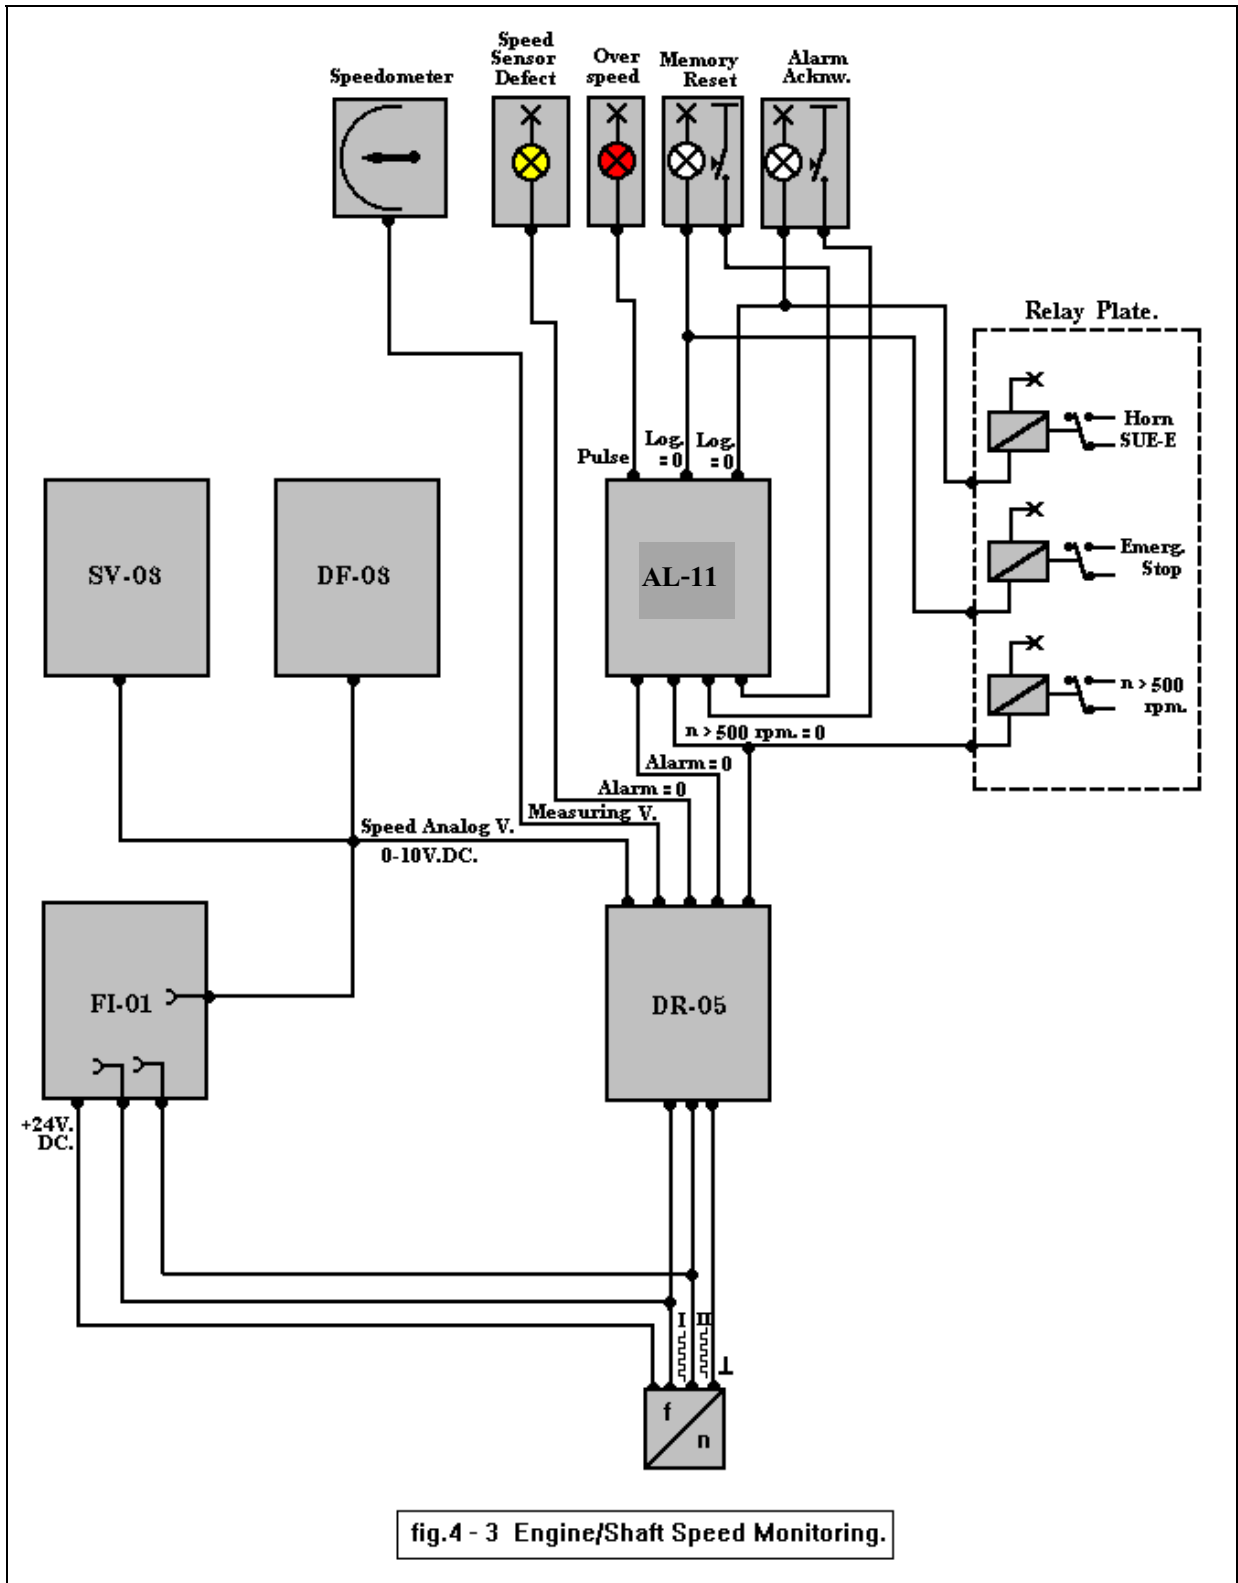 Speed
Sensor
Defect
Over
speed
Memory
Reset
Alarm
Acknw.
Speedometer
Relay Plate.
Horn
SUE-E
Emerg.
Stop
n > 500
rpm.
Pulse
Log.
= 0
Log.
= 0
SV-08
DF-08
AL-11
n > 500 rpm. = 0
Alarm = 0
Alarm = 0
Measuring V.
Speed Analog V.
0-10V.DC.
FI-01
DR-05
+24V.
DC.
I
II
f
n
fig.4 - 3 Engine/Shaft Speed Monitoring.